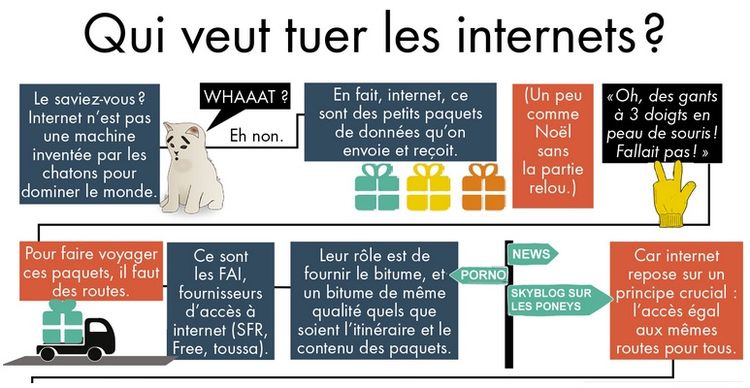 Qui veut tuer les internets ?
Le saviez-vous ?
Internet n'est pas
une machine
inventée par les
chatons pour
dominer le monde.
WHAAAT ?
Eh non.
En fait, internet, ce
sont des petits paquets
de données qu'on
envoie et reçoit.
(Un peu
comme
Noël
sans
la partie
relou.)
« Oh, des gants
à 3 doigts en
peau de souris !
Fallait pas ! »
Pour faire voyager
ces paquets, il faut
des routes.
Ce sont
les FAI,
fournisseurs
d'accès à
internet (SFR,
Free, toussa).
Leur rôle est de
fournir le bitume, et
un bitume de même
qualité quels que
soient l'itinéraire et le
contenu des paquets.
NEWS
PORNO
SKYBLOG SUR
LES PONEYS
Car internet
repose sur un
principe crucial :
l'accès égal
aux mêmes
routes pour tous.